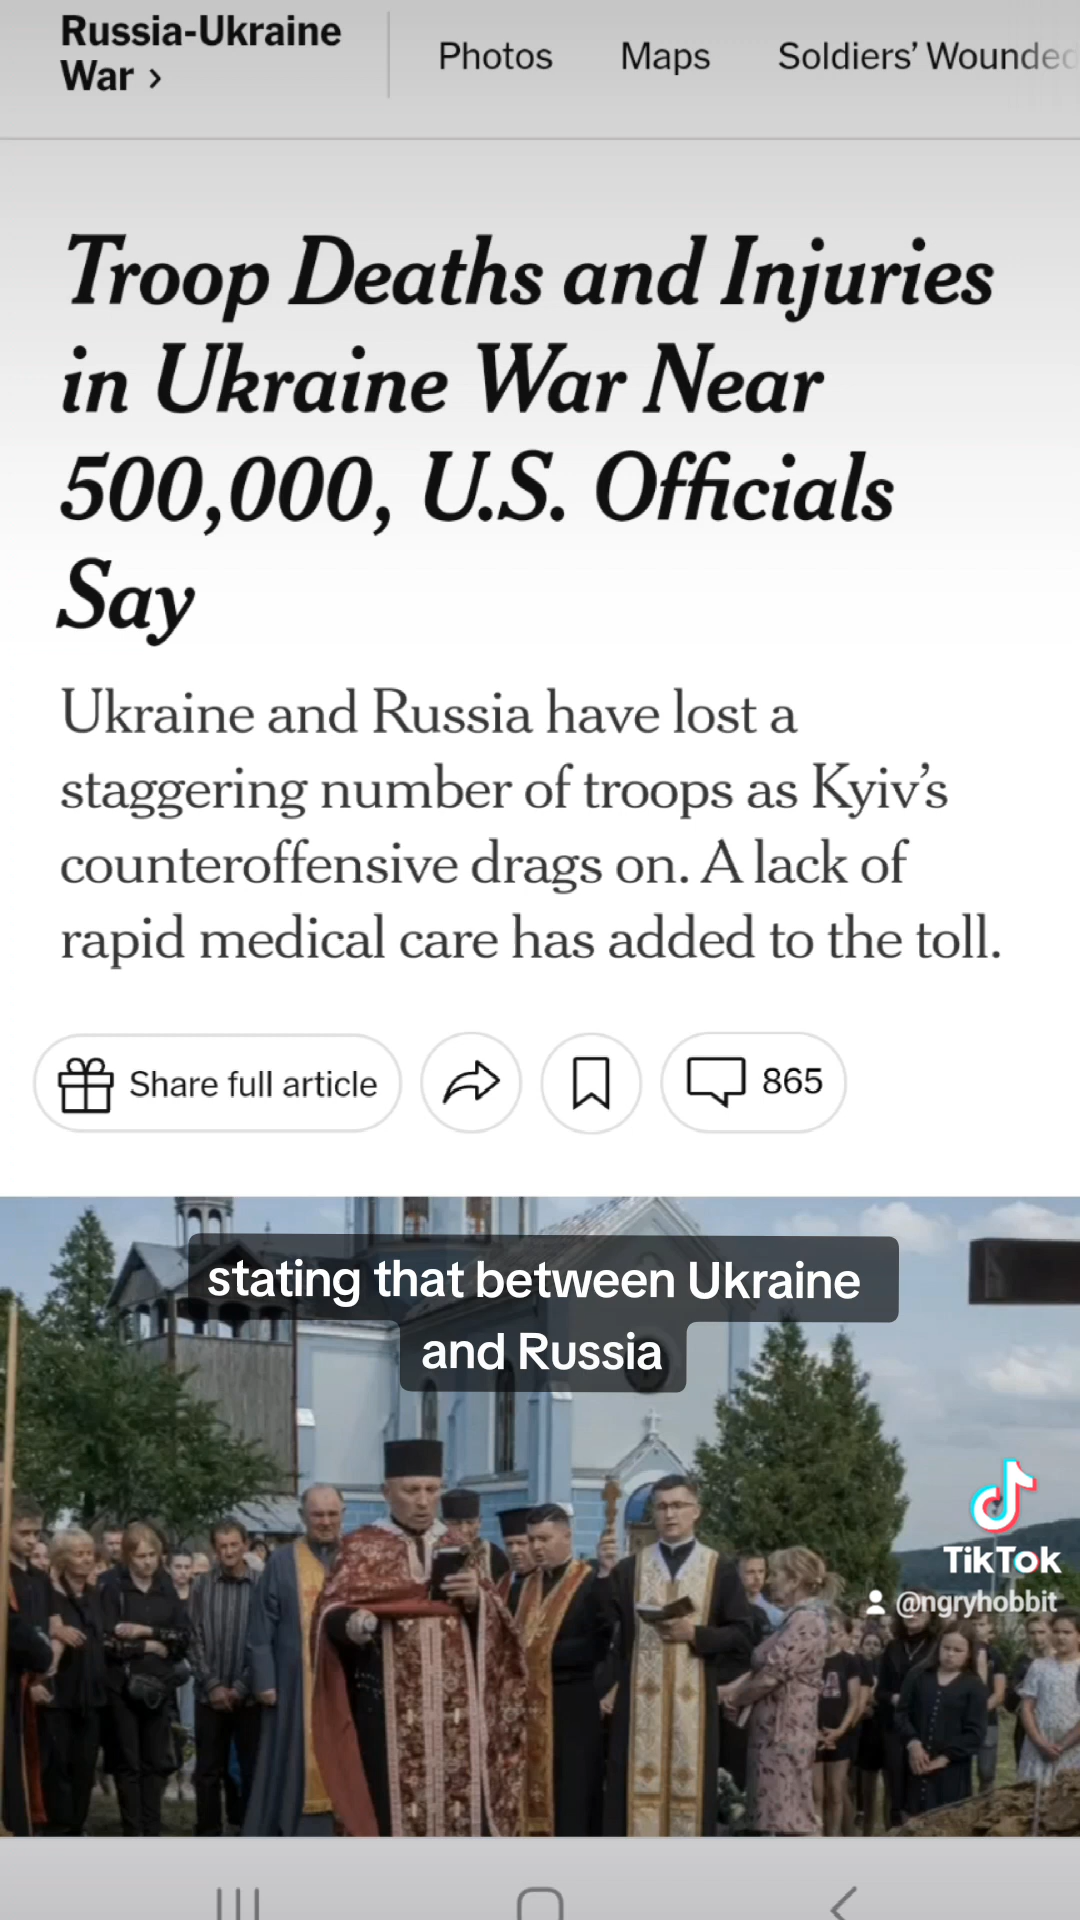 Russia-Ukraine
War ›
Photos Maps Soldiers’ Wounded
Troop Deaths and Injuries
in Ukraine War Near
500,000, U.S. Officials
Say
Ukraine and Russia have lost a
staggering number of troops as Kyiv’s
counteroffensive drags on. A lack of
rapid medical care has added to the toll.
Share full article 865
stating that between Ukraine
and Russia
TikTok
@ngryhobbit